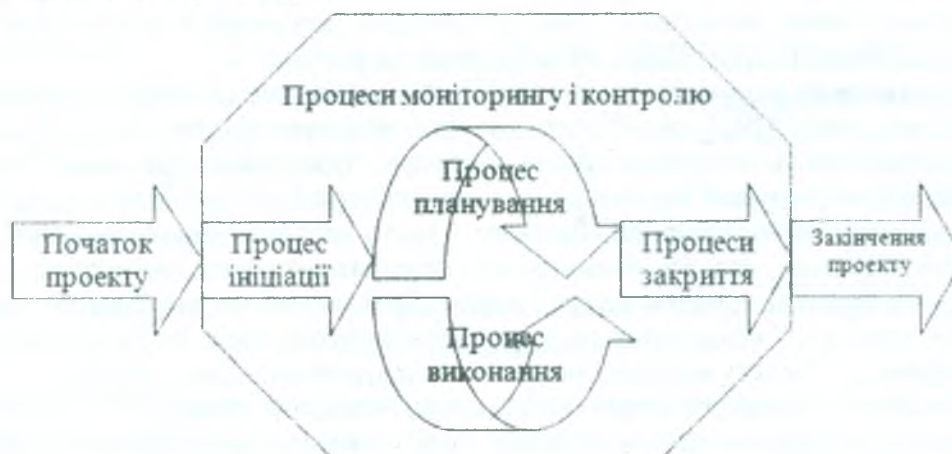 Процеси моніторингу і контролю
Початок
проекту
Процес
ініціації
Процес
планування
Процес
виконання
Процеси
закриття
Закінчення
проекту